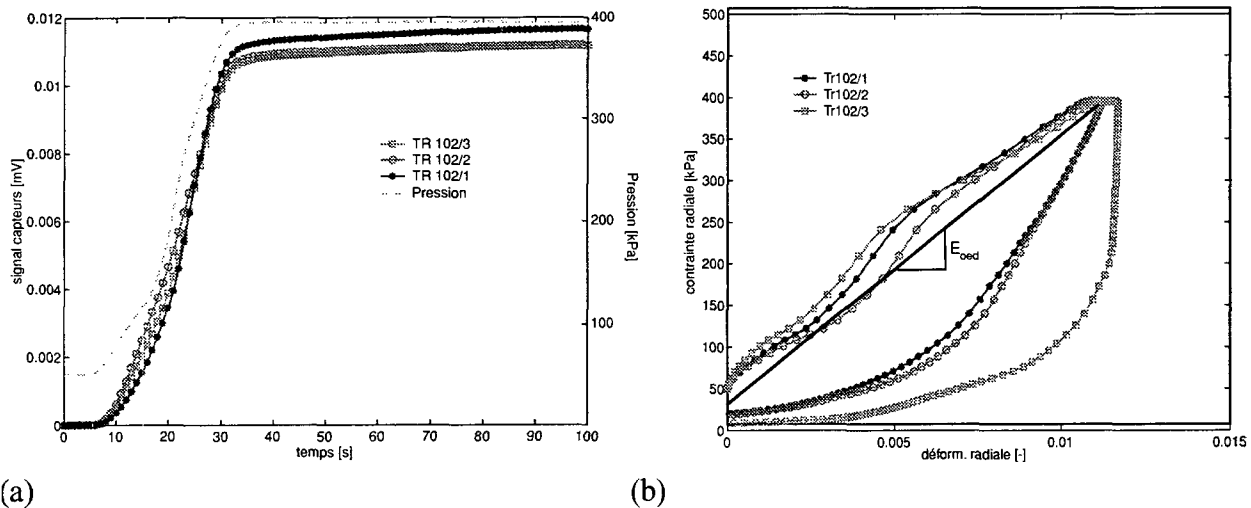 0.012
0.01
0.008
0.006
0.004
0.002
0
signal capteurs [mV]
0 10 20 30 40 50 60 70 80 90 100
temps [s]
400
300
200
100
Pression [kPa]
TR 102/3
TR 102/2
TR 102/1
Pression
(a)
500
450
400
350
300
250
200
150
100
50
0
contrainte radiale [kPa]
0 0.005 0.01 0.015
déform. radiale [-]
Tr102/1
Tr102/2
Tr102/3
Eoed
(b)